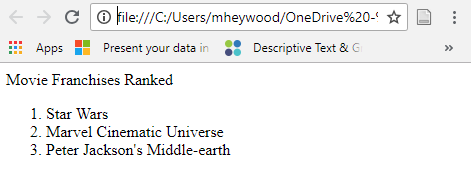 file:///C:/Users/mheywood/OneDrive%20-
Apps Present your data in Descriptive Text & »
Movie Franchises Ranked
1. Star Wars
2. Marvel Cinematic Universe
3. Peter Jackson's Middle-earth